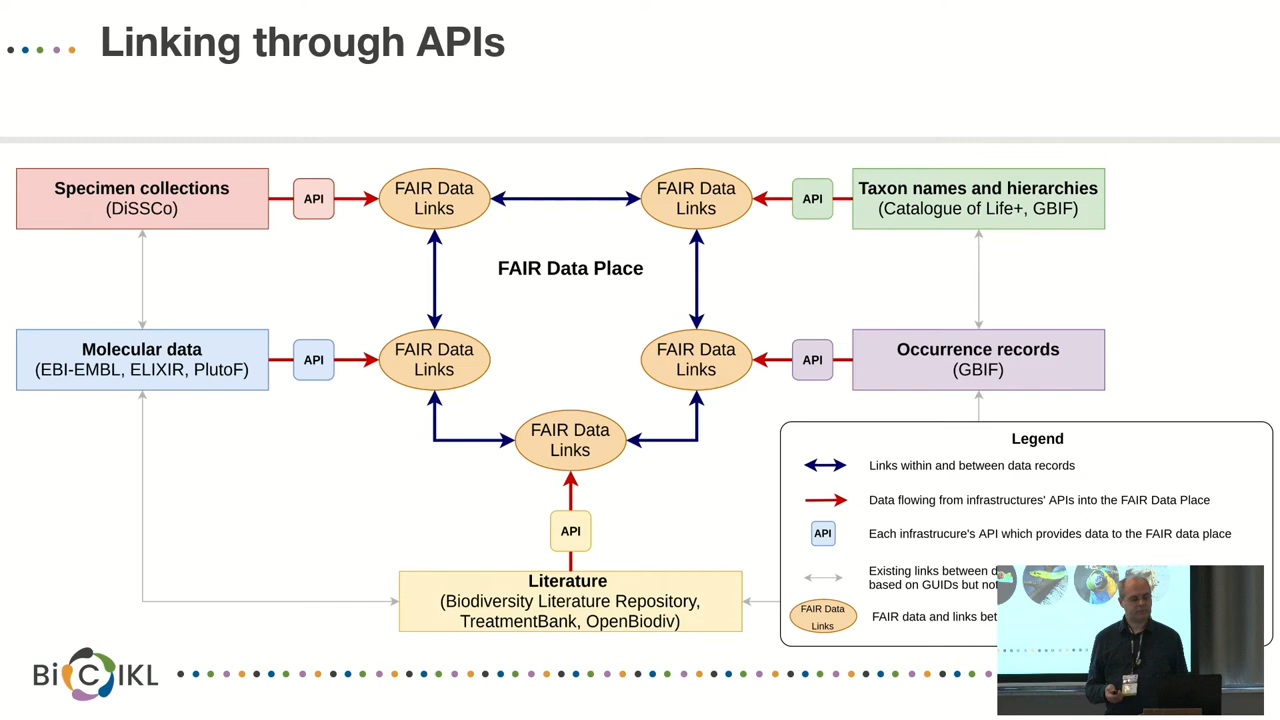 Linking through APIs
Specimen collections
(DiSSCo)
API
FAIR Data
Links
FAIR Data
Links
API
Taxon names and hierarchies
(Catalogue of Life+, GBIF)
FAIR Data Place
Molecular data
(EBI-EMBL, ELIXIR, PlutoF)
API
FAIR Data
Links
FAIR Data
Links
API
Occurrence records
(GBIF)
FAIR Data
Links
API
Literature
(Biodiversity Literature Repository,
TreatmentBank, OpenBiodiv)
Legend
Links within and between data records
Data flowing from infrastructures' APIs into the FAIR Data Place
API
Each infrastrucure's API which provides data to the FAIR data place
Existing links between d
based on GUIDs but not
FAIR Data
Links
FAIR data and links bet
BiCIKL